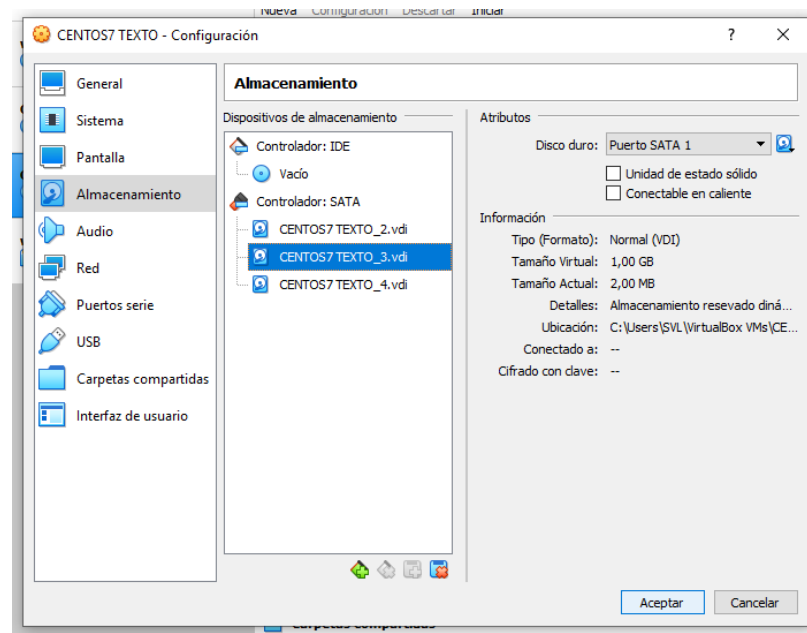 Nueva Configuración Descartar Iniciar
CENTOS7 TEXTO - Configuración
General
Sistema
Pantalla
Almacenamiento
Audio
Red
Puertos serie
USB
Carpetas compartidas
Interfaz de usuario
Almacenamiento
Dispositivos de almacenamiento
Controlador: IDE
Vacío
Controlador: SATA
CENTOS7 TEXTO_2.vdi
CENTOS7 TEXTO_3.vdi
CENTOS7 TEXTO_4.vdi
Atributos
Disco duro: Puerto SATA 1
Unidad de estado sólido
Conectable en caliente
Información
Tipo (Formato): Normal (VDI)
Tamaño Virtual: 1,00 GB
Tamaño Actual: 2,00 MB
Detalles: Almacenamiento resevado diná...
Ubicación: C:\Users\SVL\VirtualBox VMs\CE...
Conectado a: --
Cifrado con clave: --
Aceptar Cancelar
Carpetas compartidas